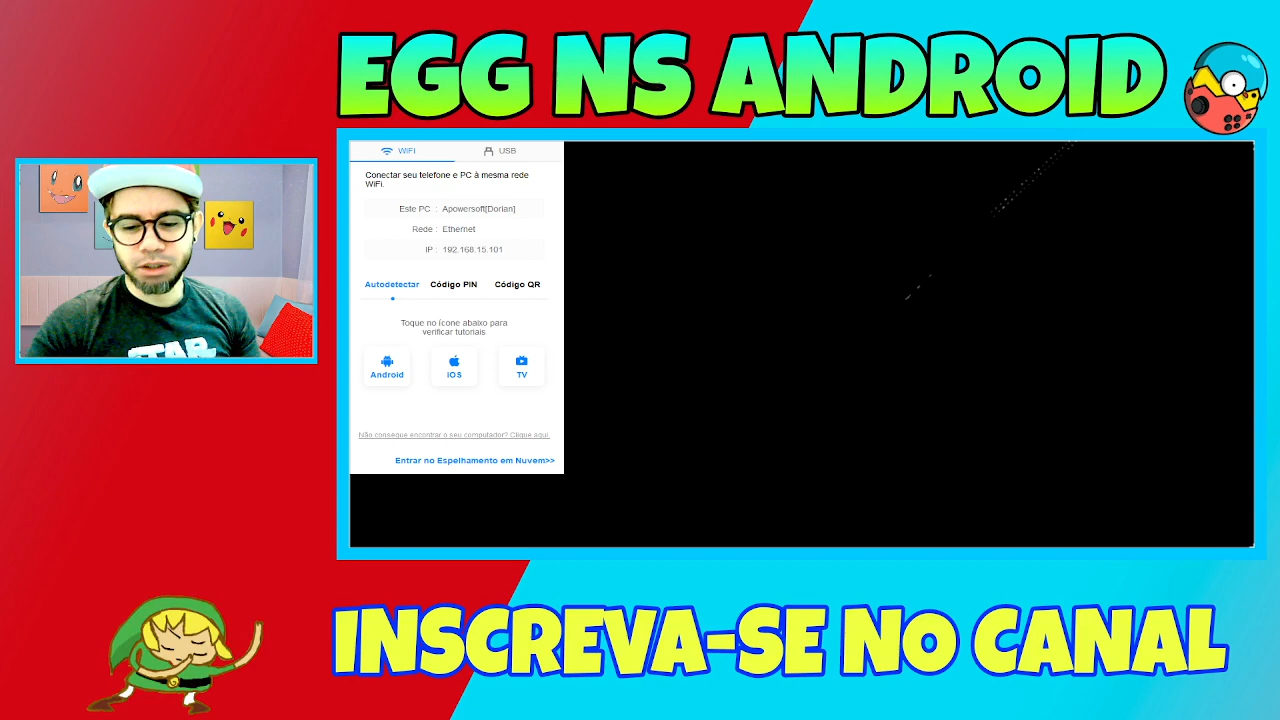 EGG NS ANDROID
WiFi
USB
Conectar seu telefone e PC à mesma rede
WiFi.
Este PC : Apowersoft[Dorian]
Rede : Ethernet
IP : 192.168.15.101
Autodetectar
Código PIN
Código QR
Toque no ícone abaixo para
verificar tutoriais
Android
iOS
TV
Não consegue encontrar o seu computador? Clique aqui.
Entrar no Espelhamento em Nuvem>>
STAR
INSCREVA-SE NO CANAL